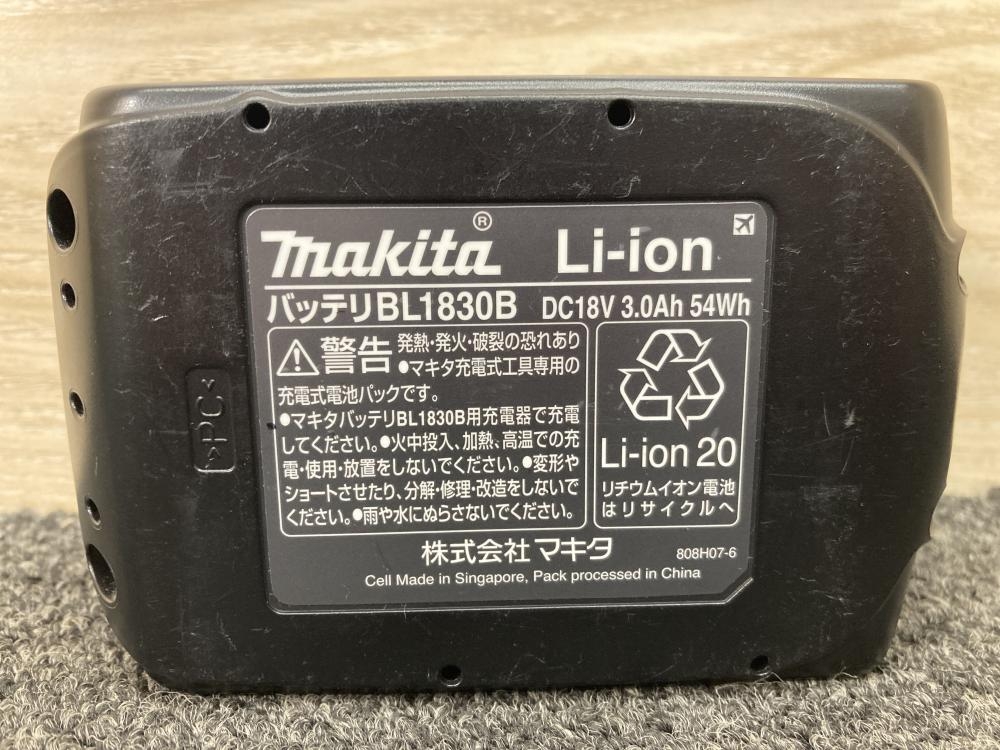 makita® Li-ion
バッテリBL1830B DC18V 3.0Ah 54Wh
警告 発熱・発火・破裂の恐れあり
●マキタ充電式工具専用の
充電式電池パックです。
●マキタバッテリBL1830B用充電器で充電
してください。●火中投入、加熱、高温での充
電・使用・放置をしないでください。●変形や
ショートさせたり、分解・修理・改造をしないで
ください。●雨や水にぬらさないでください。
Li-ion 20
リチウムイオン電池
はリサイクルへ
株式会社マキタ 808H07-6
Cell Made in Singapore, Pack processed in China
>PC<